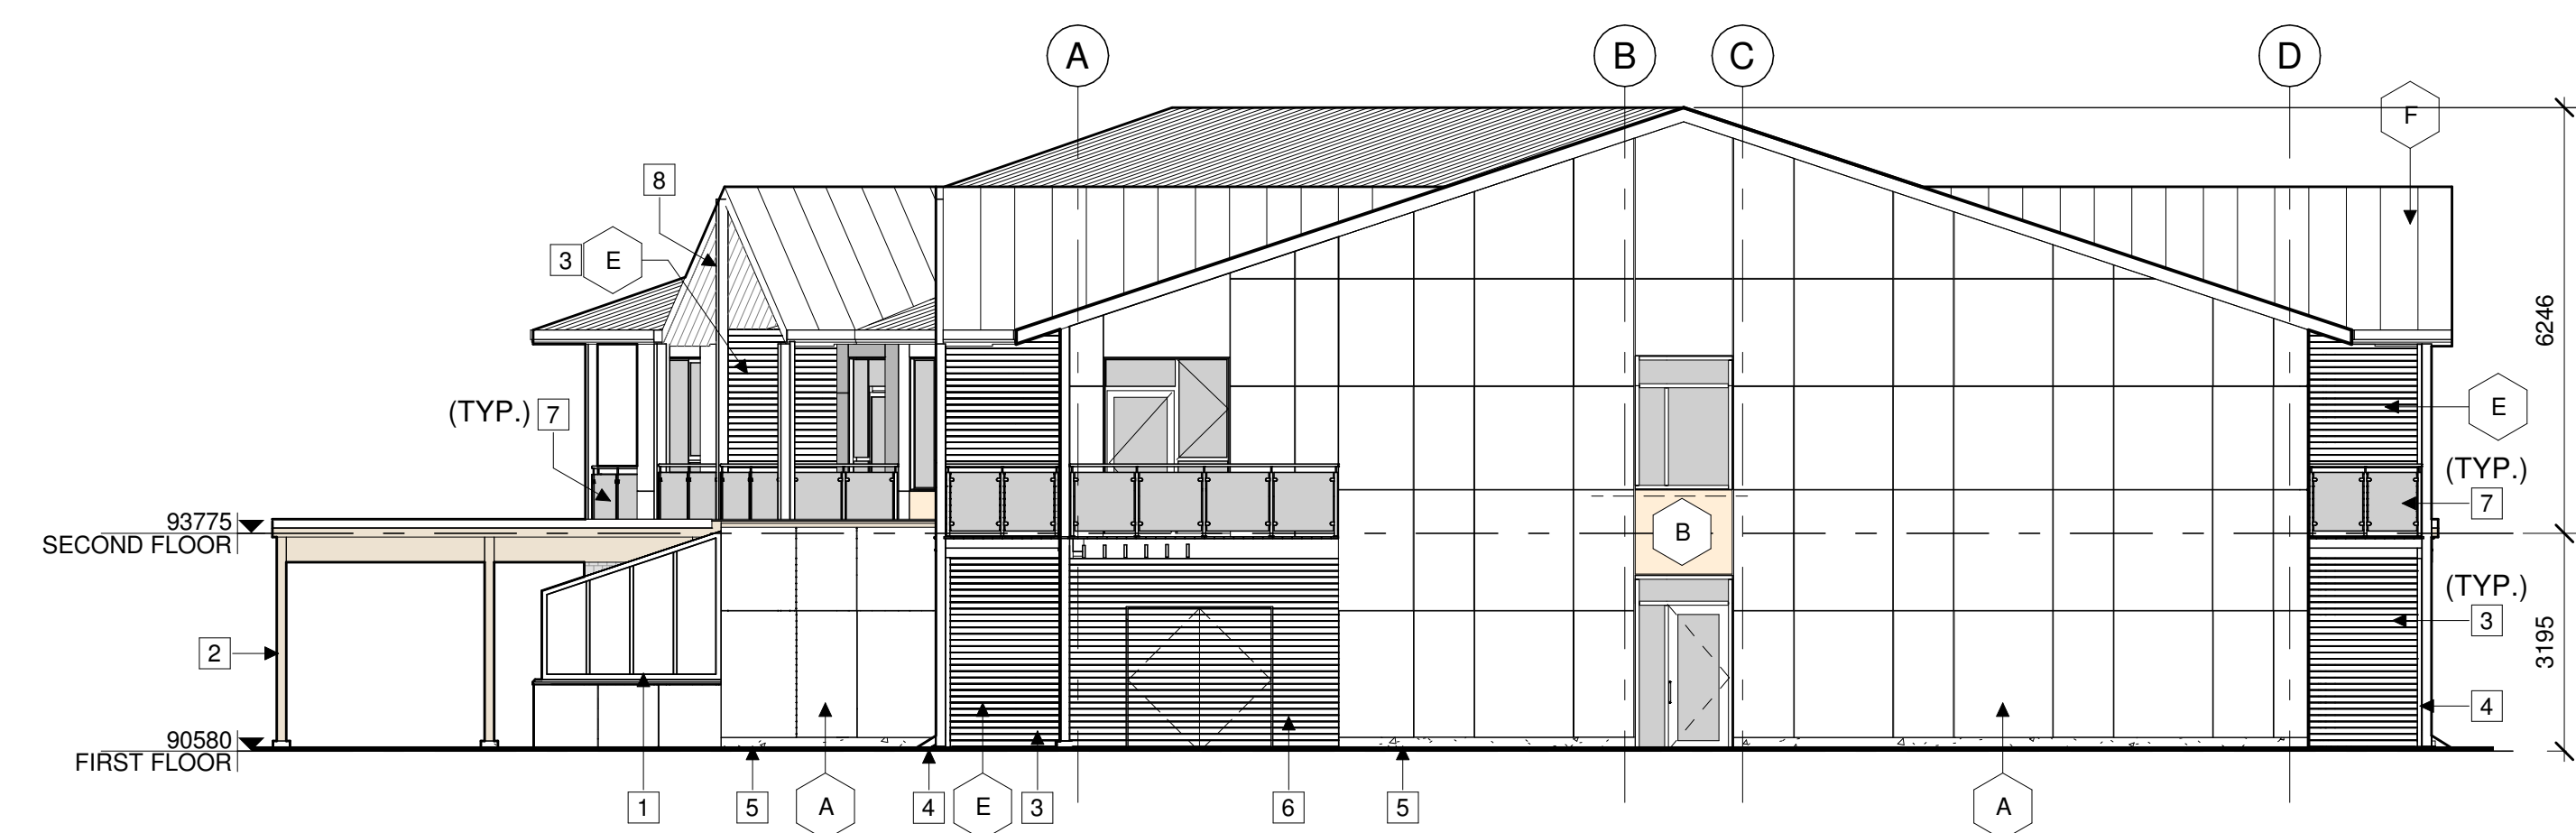 A B C D
F
8
3 E
6246
(TYP.) 7
E
(TYP.)
7
93775
SECOND FLOOR
B
(TYP.)
3
2
3195
4
90580
FIRST FLOOR
1 5 A 4 E 3 6 5 A